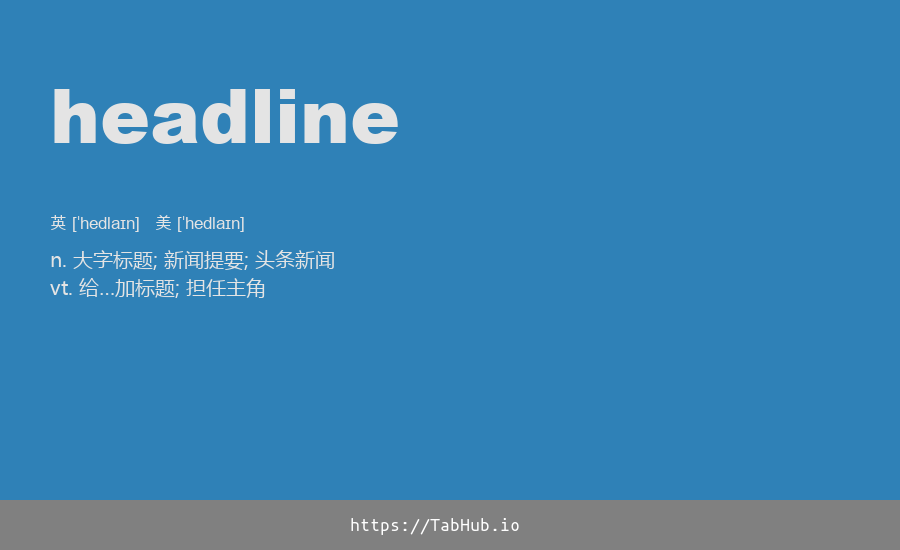 headline
英 [ˈhedlaɪn] 美 [ˈhedlaɪn]
n. 大字标题; 新闻提要; 头条新闻
vt. 给...加标题; 担任主角
https://TabHub.io